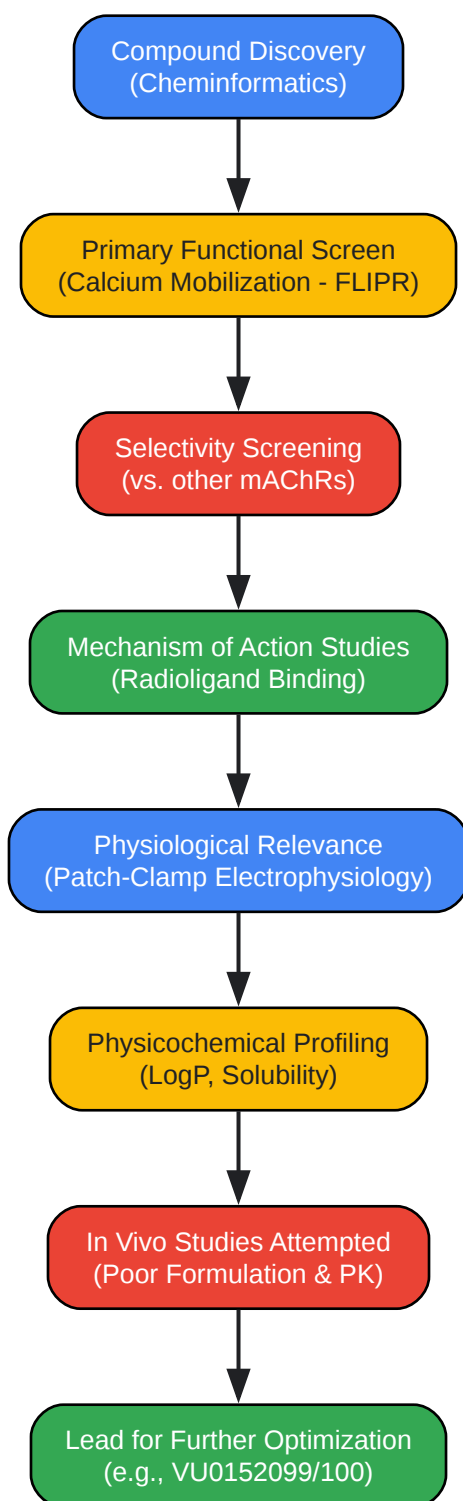 Compound Discovery
(Cheminformatics)
Primary Functional Screen
(Calcium Mobilization - FLIPR)
Selectivity Screening
(vs. other mAChRs)
Mechanism of Action Studies
(Radioligand Binding)
Physiological Relevance
(Patch-Clamp Electrophysiology)
Physicochemical Profiling
(LogP, Solubility)
In Vivo Studies Attempted
(Poor Formulation & PK)
Lead for Further Optimization
(e.g., VU0152099/100)